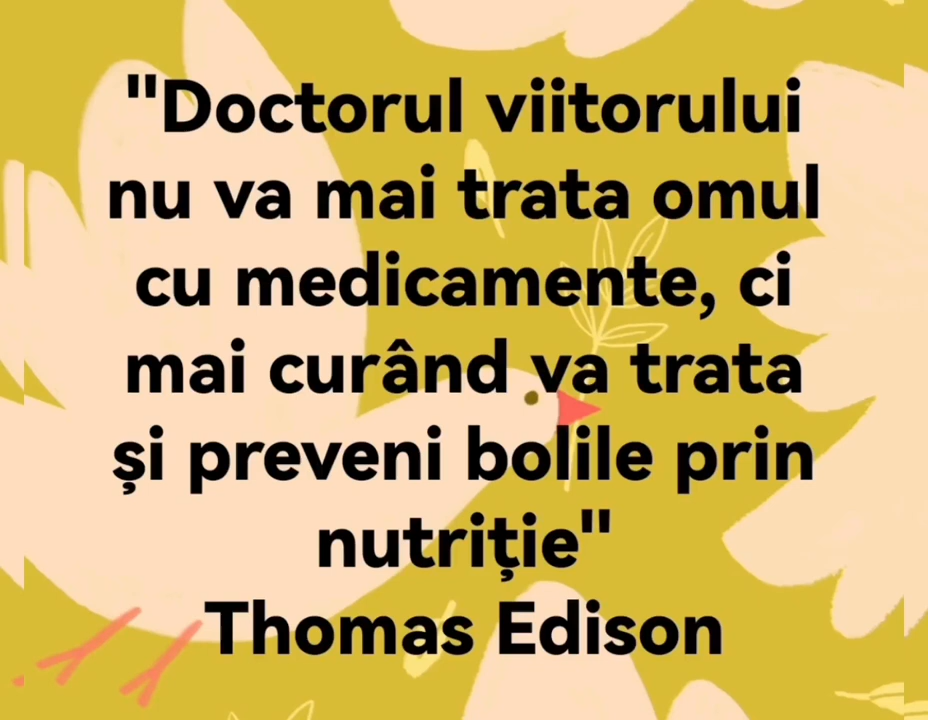 "Doctorul viitorului
nu va mai trata omul
cu medicamente, ci
mai curând va trata
și preveni bolile prin
nutriție"
Thomas Edison